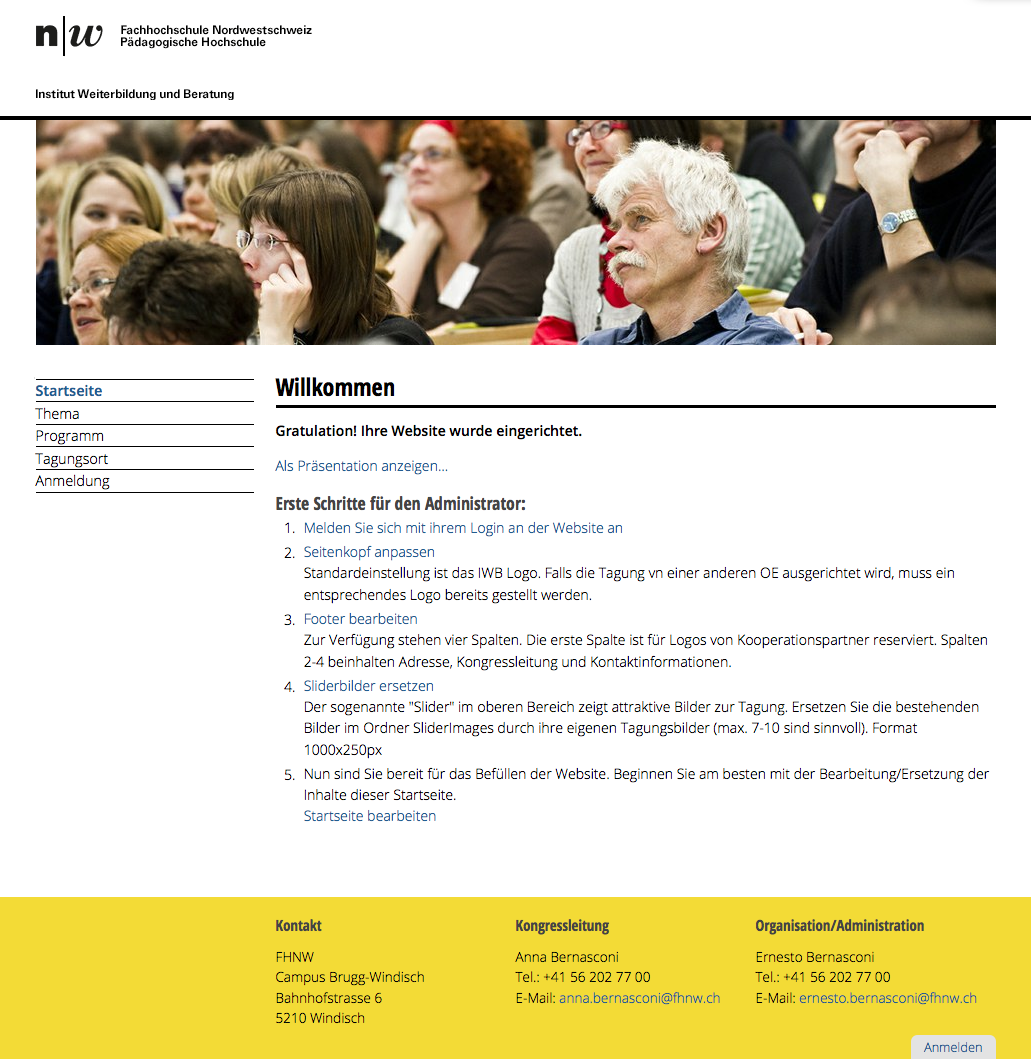 n|w
Fachhochschule Nordwestschweiz
Pädagogische Hochschule
Institut Weiterbildung und Beratung
Startseite
Thema
Programm
Tagungsort
Anmeldung
Willkommen
Gratulation! Ihre Website wurde eingerichtet.
Als Präsentation anzeigen…
Erste Schritte für den Administrator:
1. Melden Sie sich mit ihrem Login an der Website an
2. Seitenkopf anpassen
Standardeinstellung ist das IWB Logo. Falls die Tagung vn einer anderen OE ausgerichtet wird, muss ein
entsprechendes Logo bereits gestellt werden.
3. Footer bearbeiten
Zur Verfügung stehen vier Spalten. Die erste Spalte ist für Logos von Kooperationspartner reserviert. Spalten
2-4 beinhalten Adresse, Kongressleitung und Kontaktinformationen.
4. Sliderbilder ersetzen
Der sogenannte "Slider" im oberen Bereich zeigt attraktive Bilder zur Tagung. Ersetzen Sie die bestehenden
Bilder im Ordner SliderImages durch ihre eigenen Tagungsbilder (max. 7-10 sind sinnvoll). Format
1000x250px
5. Nun sind Sie bereit für das Befüllen der Website. Beginnen Sie am besten mit der Bearbeitung/Ersetzung der
Inhalte dieser Startseite.
Startseite bearbeiten
Kontakt
FHNW
Campus Brugg-Windisch
Bahnhofstrasse 6
5210 Windisch
Kongressleitung
Anna Bernasconi
Tel.: +41 56 202 77 00
E-Mail: anna.bernasconi@fhnw.ch
Organisation/Administration
Ernesto Bernasconi
Tel.: +41 56 202 77 00
E-Mail: ernesto.bernasconi@fhnw.ch
Anmelden